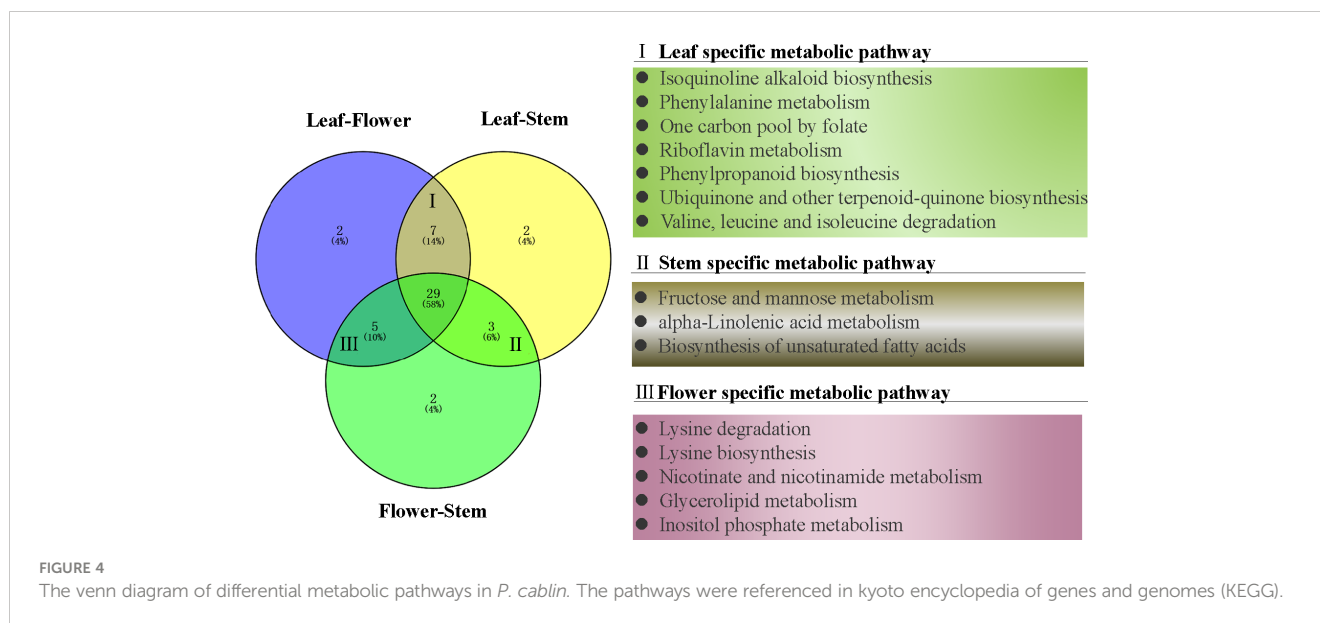 Leaf-Flower
Leaf-Stem
I
2
(4%)
7
(14%)
2
(4%)
29
(58%)
5
(10%)
III
3
(6%)
II
2
(4%)
Flower-Stem
I Leaf specific metabolic pathway
● Isoquinoline alkaloid biosynthesis
● Phenylalanine metabolism
● One carbon pool by folate
● Riboflavin metabolism
● Phenylpropanoid biosynthesis
● Ubiquinone and other terpenoid-quinone biosynthesis
● Valine, leucine and isoleucine degradation
II Stem specific metabolic pathway
● Fructose and mannose metabolism
● alpha-Linolenic acid metabolism
● Biosynthesis of unsaturated fatty acids
III Flower specific metabolic pathway
● Lysine degradation
● Lysine biosynthesis
● Nicotinate and nicotinamide metabolism
● Glycerolipid metabolism
● Inositol phosphate metabolism
FIGURE 4
The venn diagram of differential metabolic pathways in P. cablin. The pathways were referenced in kyoto encyclopedia of genes and genomes (KEGG).